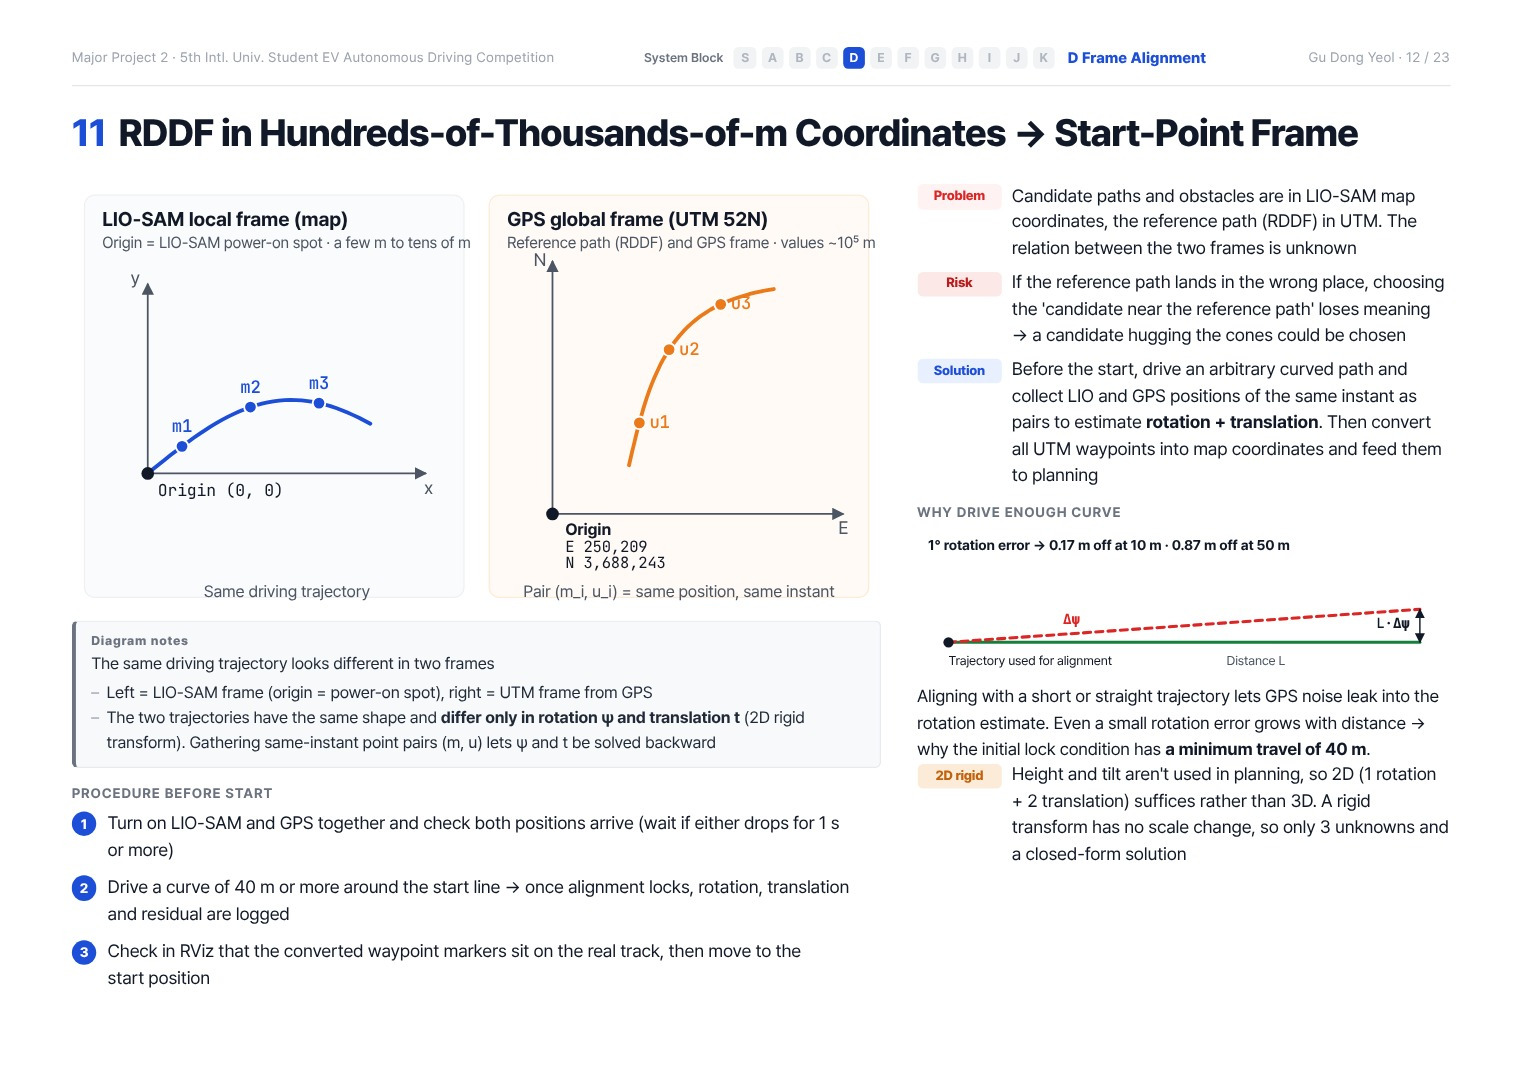 Major Project 2 · 5th Intl. Univ. Student EV Autonomous Driving Competition
System Block S A B C D E F G H I J K D Frame Alignment
Gu Dong Yeol · 12 / 23
11 RDDF in Hundreds-of-Thousands-of-m Coordinates → Start-Point Frame
LIO-SAM local frame (map)
Origin = LIO-SAM power-on spot · a few m to tens of m
y
m1
m2
m3
Origin (0, 0)
x
Same driving trajectory
GPS global frame (UTM 52N)
Reference path (RDDF) and GPS frame · values ~10⁵ m
N
u3
u2
u1
E
Origin
E 250,209
N 3,688,243
Pair (m_i, u_i) = same position, same instant
Diagram notes
The same driving trajectory looks different in two frames
– Left = LIO-SAM frame (origin = power-on spot), right = UTM frame from GPS
– The two trajectories have the same shape and differ only in rotation ψ and translation t (2D rigid
transform). Gathering same-instant point pairs (m, u) lets ψ and t be solved backward
PROCEDURE BEFORE START
1 Turn on LIO-SAM and GPS together and check both positions arrive (wait if either drops for 1 s
or more)
2 Drive a curve of 40 m or more around the start line → once alignment locks, rotation, translation
and residual are logged
3 Check in RViz that the converted waypoint markers sit on the real track, then move to the
start position
Problem Candidate paths and obstacles are in LIO-SAM map
coordinates, the reference path (RDDF) in UTM. The
relation between the two frames is unknown
Risk If the reference path lands in the wrong place, choosing
the 'candidate near the reference path' loses meaning
→ a candidate hugging the cones could be chosen
Solution Before the start, drive an arbitrary curved path and
collect LIO and GPS positions of the same instant as
pairs to estimate rotation + translation. Then convert
all UTM waypoints into map coordinates and feed them
to planning
WHY DRIVE ENOUGH CURVE
1° rotation error → 0.17 m off at 10 m · 0.87 m off at 50 m
Δψ
L·Δψ
Trajectory used for alignment
Distance L
Aligning with a short or straight trajectory lets GPS noise leak into the
rotation estimate. Even a small rotation error grows with distance →
why the initial lock condition has a minimum travel of 40 m.
2D rigid Height and tilt aren't used in planning, so 2D (1 rotation
+ 2 translation) suffices rather than 3D. A rigid
transform has no scale change, so only 3 unknowns and
a closed-form solution